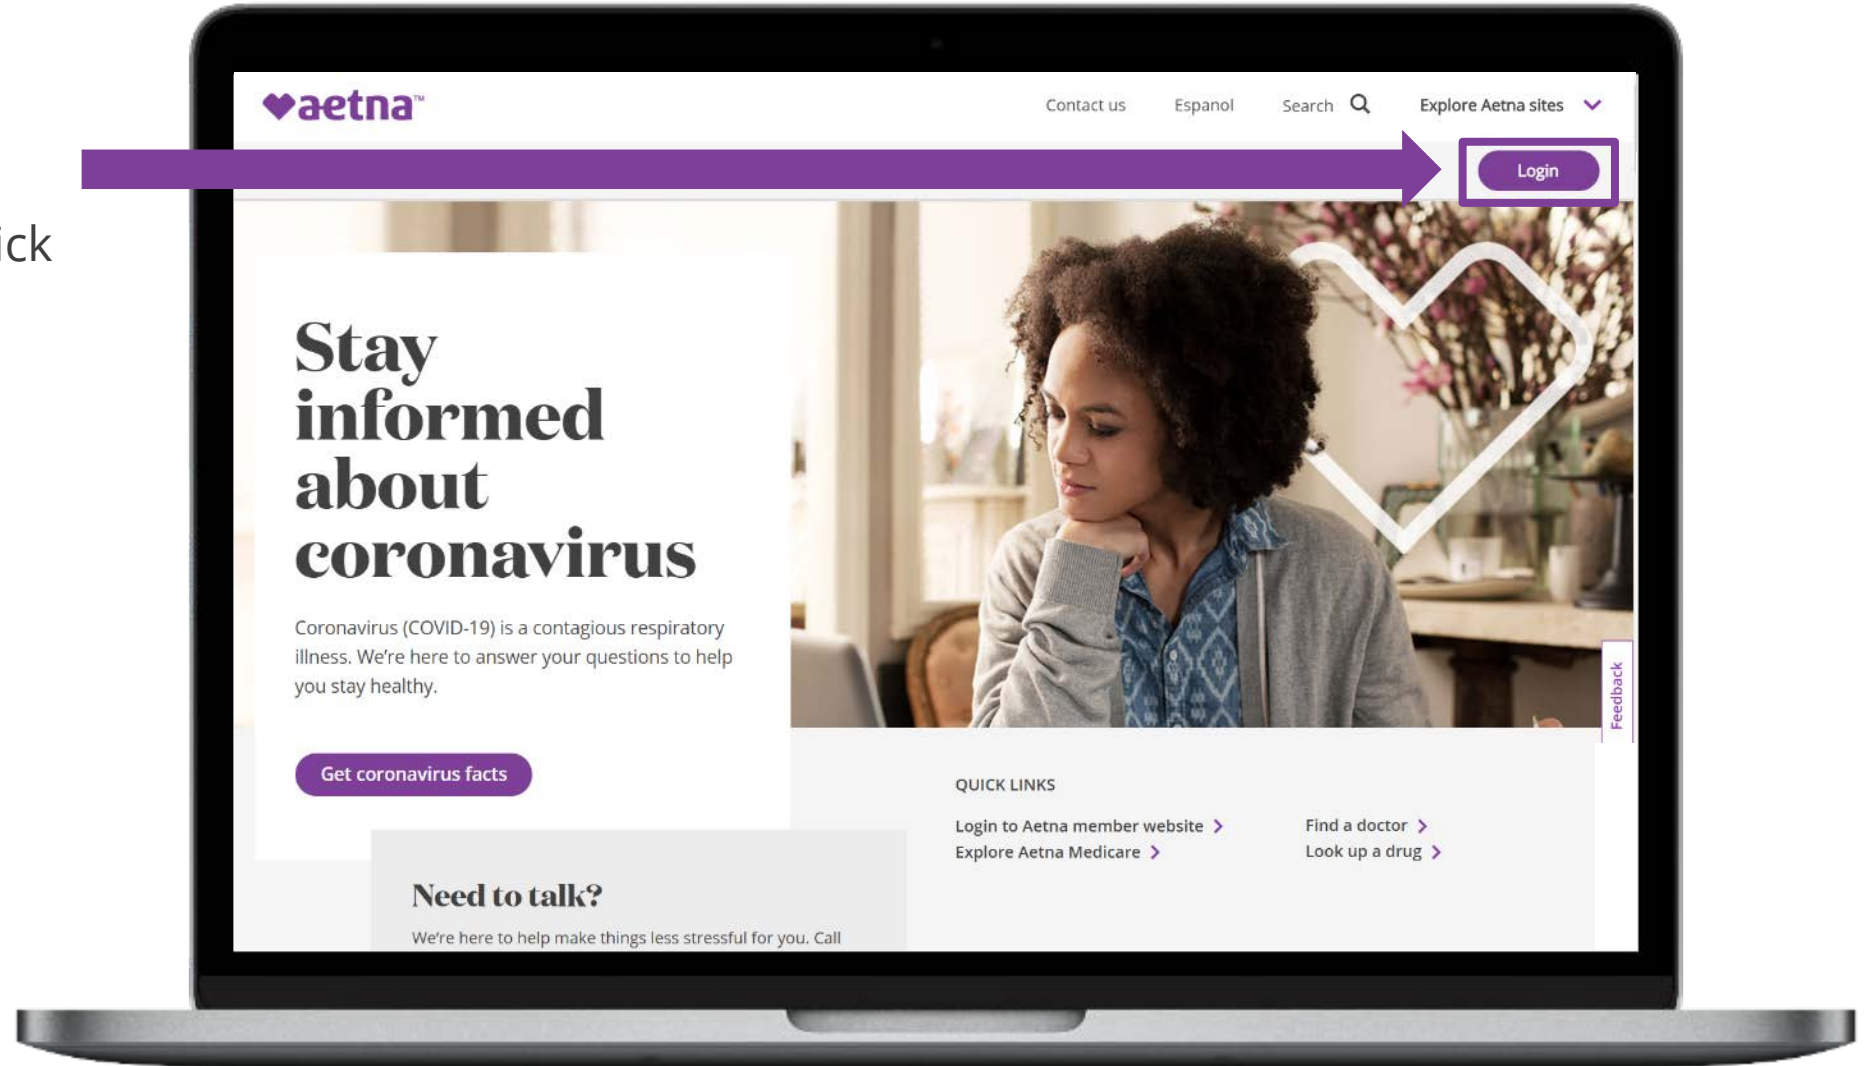 aetna™
Contact us Espanol Search Explore Aetna sites
Login
Stay
informed
about
coronavirus
Coronavirus (COVID-19) is a contagious respiratory
illness. We're here to answer your questions to help
you stay healthy.
Get coronavirus facts
Feedback
QUICK LINKS
Login to Aetna member website Find a doctor
Explore Aetna Medicare Look up a drug
Need to talk?
We're here to help make things less stressful for you. Call